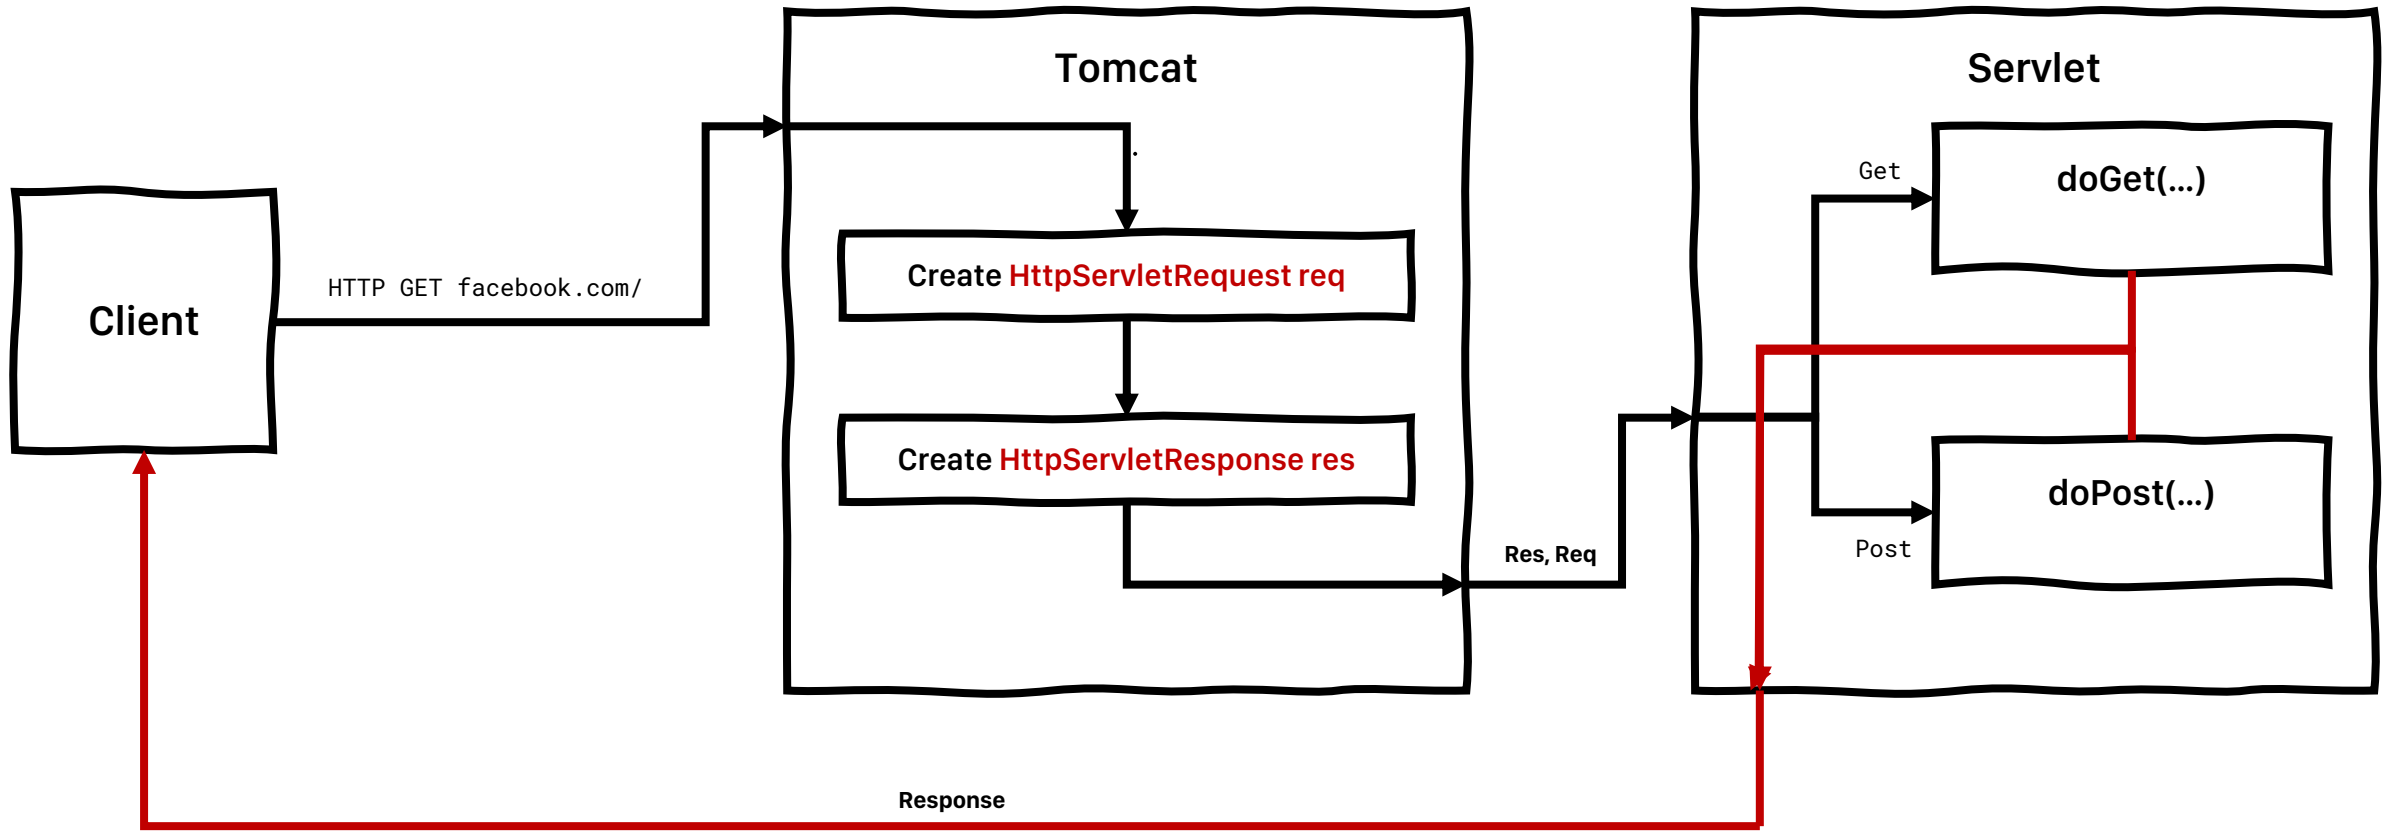 Tomcat
Servlet
Get
doGet(...)
HTTP GET facebook.com/
Create HttpServletRequest req
Client
Create HttpServletResponse res
doPost(...)
Res, Req
Post
Response